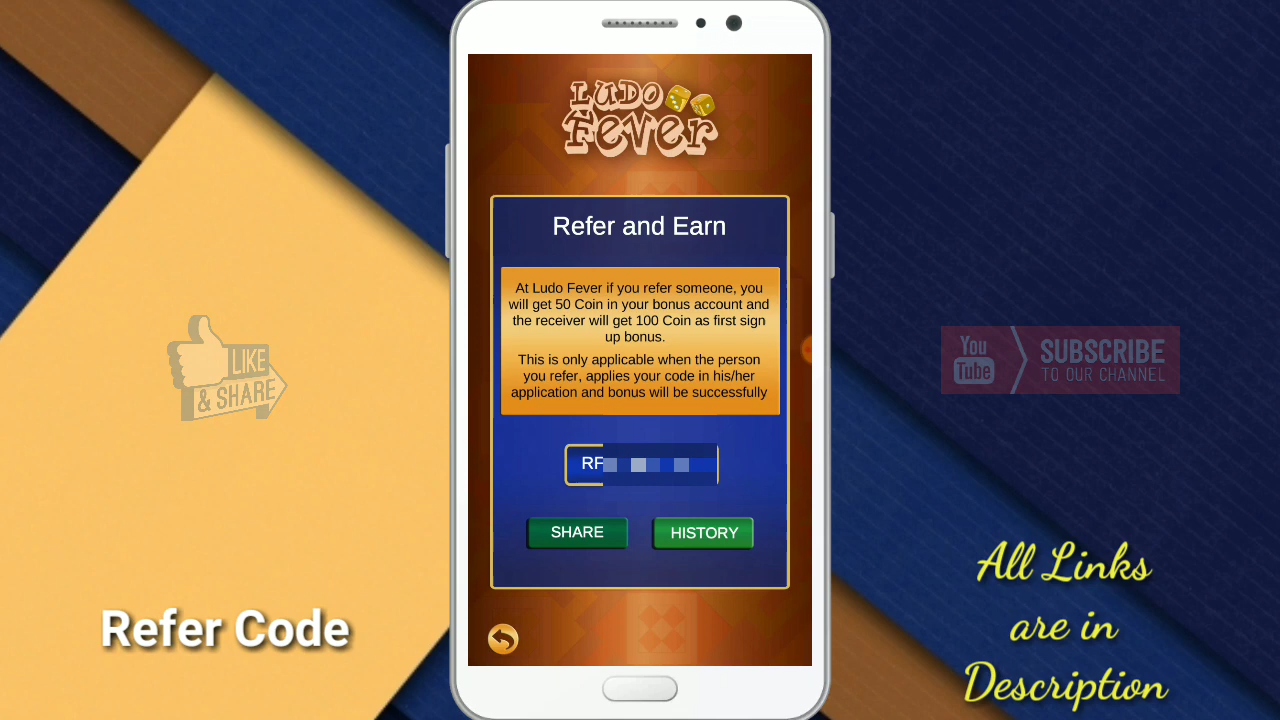 LUDO
FEVER
Refer and Earn
At Ludo Fever if you refer someone, you
will get 50 Coin in your bonus account and
the receiver will get 100 Coin as first sign
up bonus.
This is only applicable when the person
you refer, applies your code in his/her
application and bonus will be successfully
RF
SHARE
HISTORY
LIKE
& SHARE
Refer Code
You
Tube
SUBSCRIBE
TO OUR CHANNEL
All Links
are in
Description